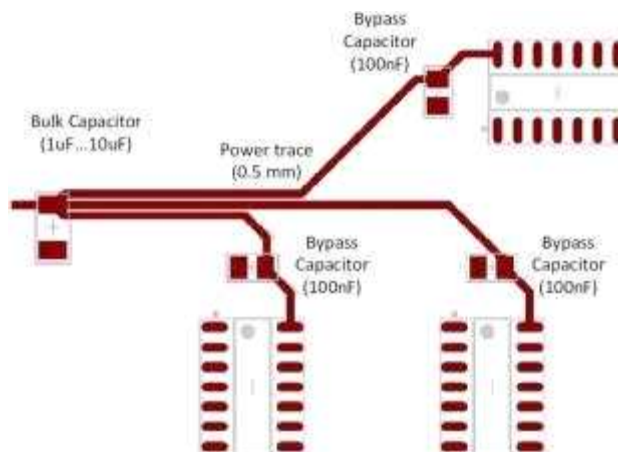 Bypass
Capacitor
(100nF)
Bulk Capacitor
(1uF...10uF)
Power trace
(0.5 mm)
Bypass
Capacitor
(100nF)
Bypass
Capacitor
(100nF)